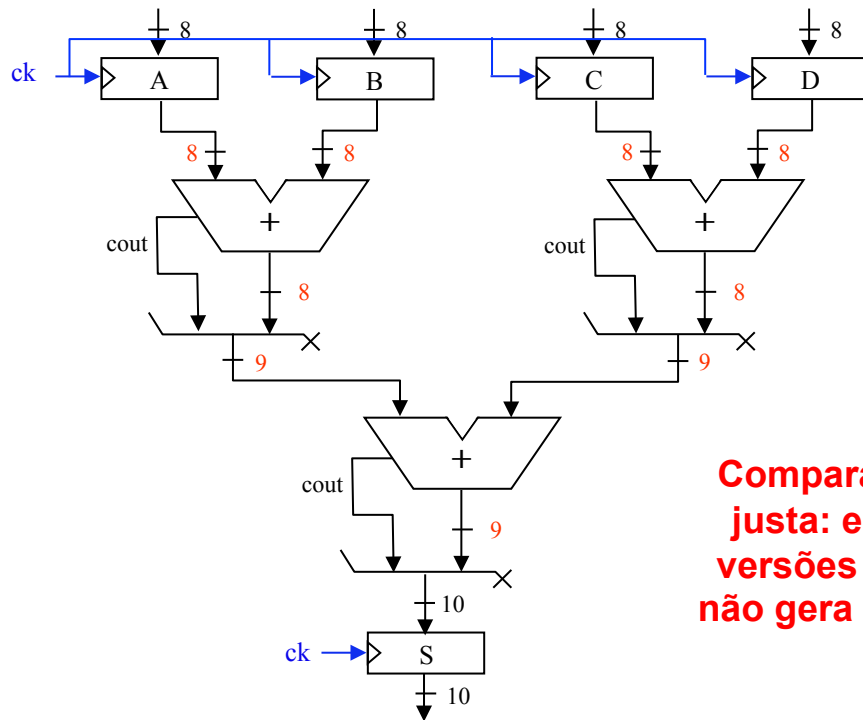 8 8 8 8
ck
A B C D
8 8 8 8
+ +
cout cout
8 8
9 9
+
cout
9
justa:
versões
não gera
10
ck S
10